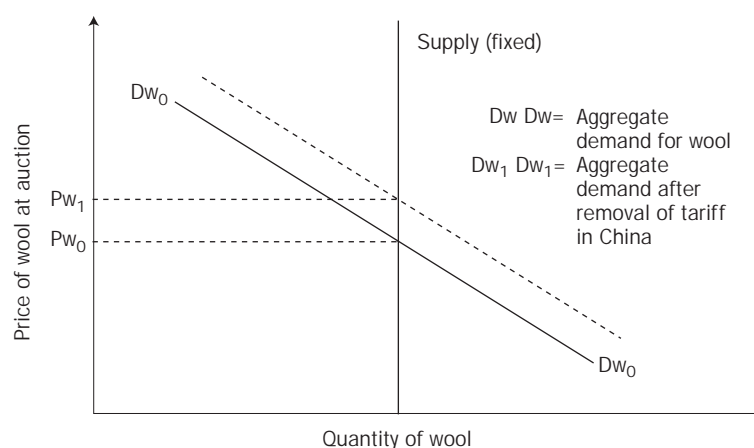 Supply (fixed)
Dw₀
Dw Dw= Aggregate
demand for wool
Dw₁ Dw₁= Aggregate
demand after
removal of tariff
in China
Pw₁
Pw₀
Price of wool at auction
Dw₀
Quantity of wool